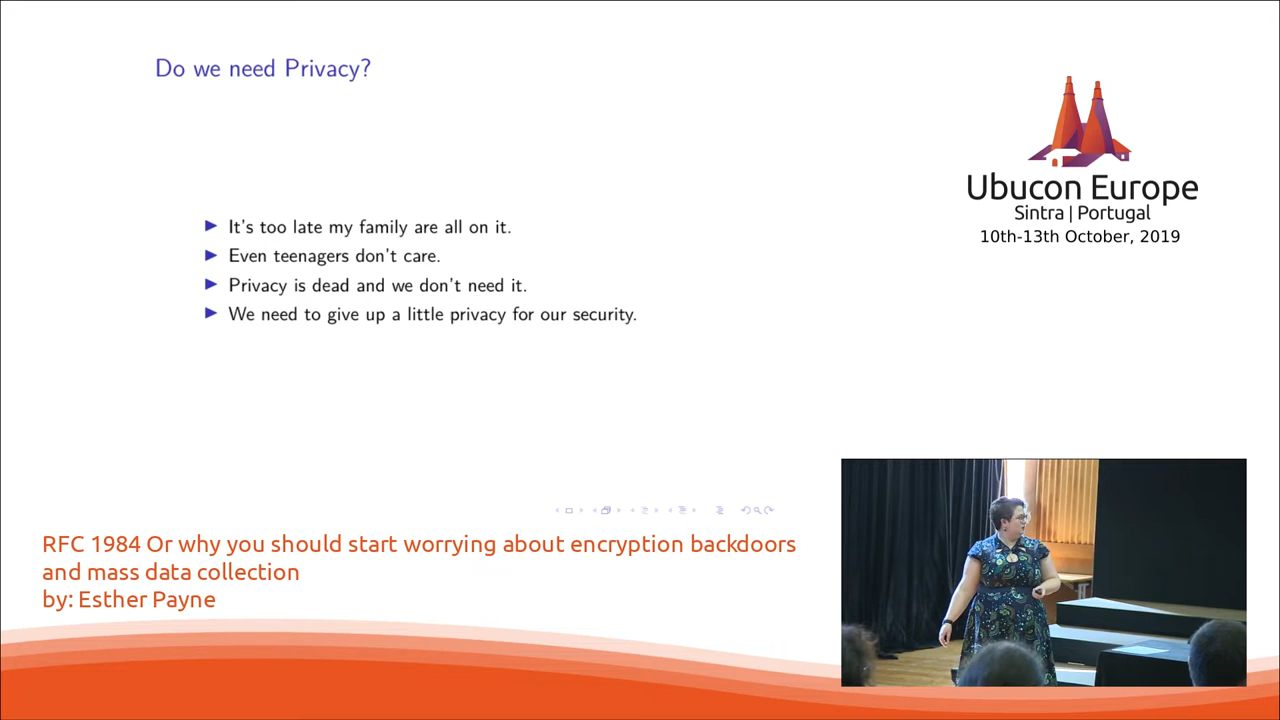 Do we need Privacy?
It's too late my family are all on it.
Even teenagers don't care.
Privacy is dead and we don't need it.
We need to give up a little privacy for our security.
Ubucon Europe
Sintra | Portugal
10th-13th October, 2019
RFC 1984 Or why you should start worrying about encryption backdoors
and mass data collection
by: Esther Payne